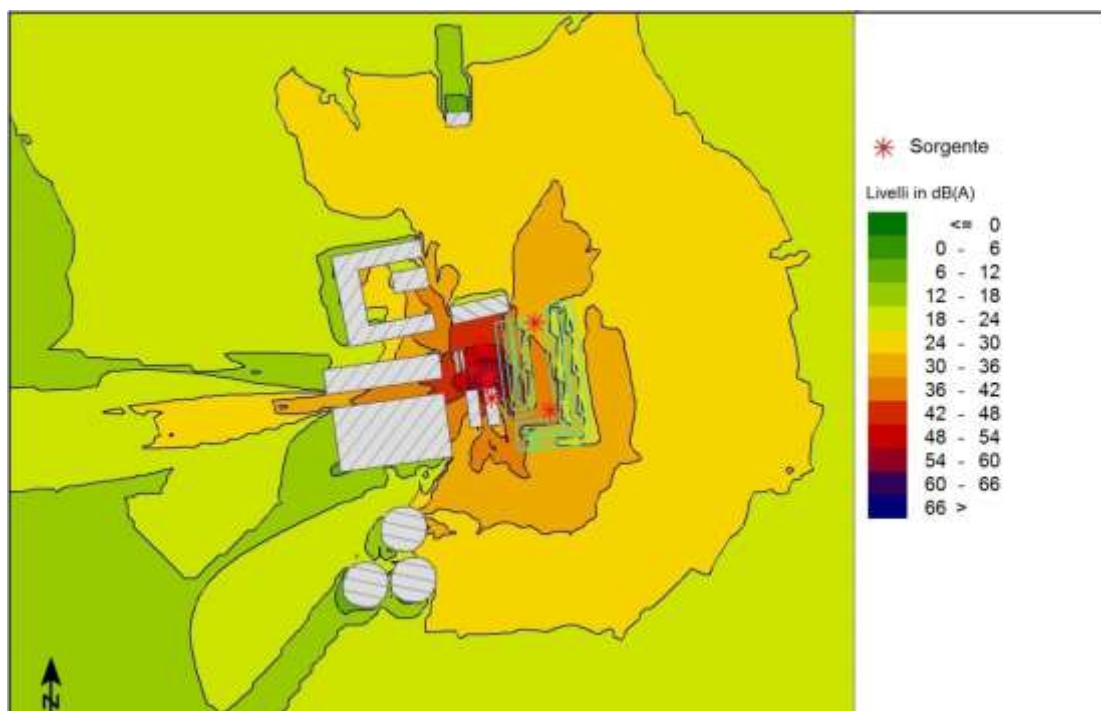 Sorgente
Livelli in dB(A)
<= 0
0 - 6
6 - 12
12 - 18
18 - 24
24 - 30
30 - 36
36 - 42
42 - 48
48 - 54
54 - 60
60 - 66
66 >
N